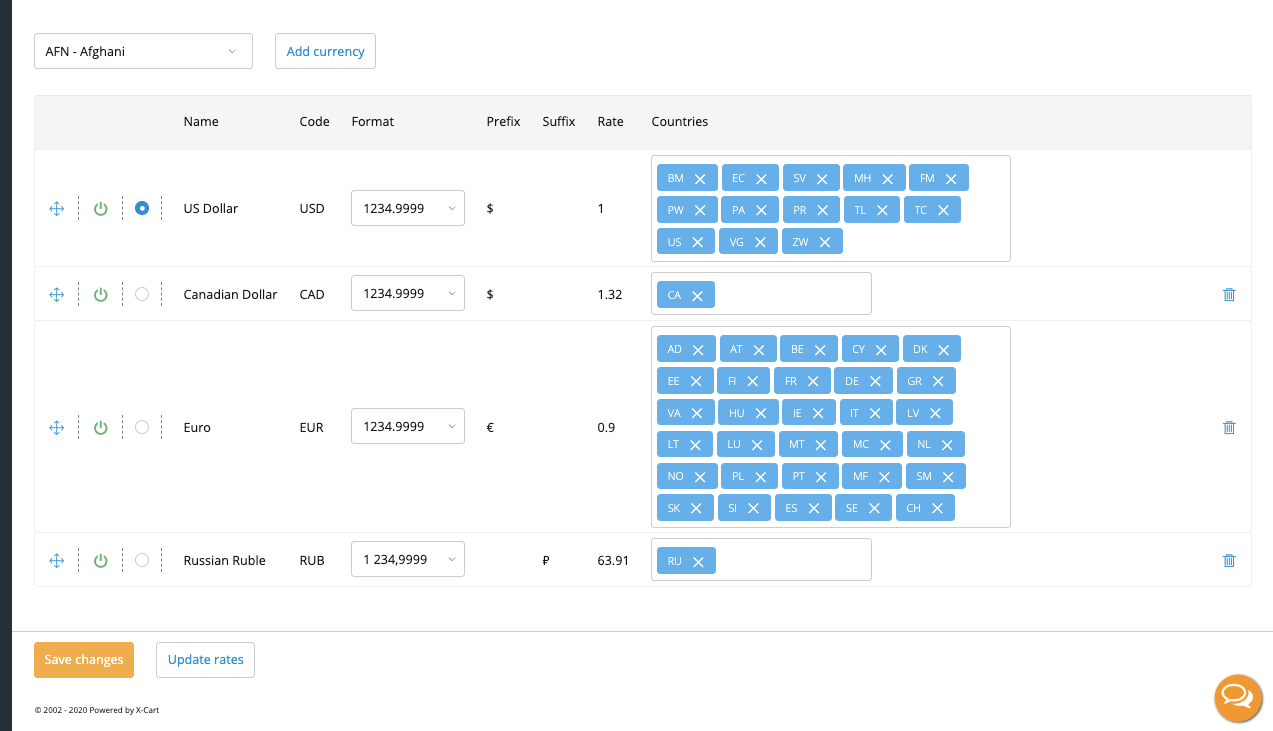 AFN - Afghani Add currency
Name Code Format Prefix Suffix Rate Countries
BM EC SV MH FM
PW PA PR TL TC
US VG ZW
US Dollar USD 1234.9999 $ 1
Canadian Dollar CAD 1234.9999 $ 1.32 CA
AD AT BE CY DK
EE FI FR DE GR
VA HU IE IT LV
Euro EUR 1234.9999 € 0.9
LT LU MT MC NL
NO PL PT MF SM
SK SI ES SE CH
Russian Ruble RUB 1 234,9999 ₽ 63.91 RU
Save changes Update rates
© 2002 - 2020 Powered by X-Cart